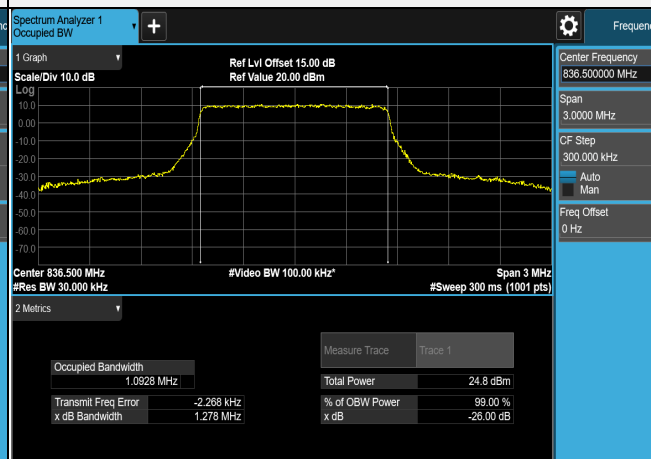 Spectrum Analyzer 1
Occupied BW
+
Frequen
1 Graph
Ref Lvl Offset 15.00 dB
Scale/Div 10.0 dB
Ref Value 20.00 dBm
Log
10.0
0.00
-10.0
-20.0
-30.0
-40.0
-50.0
-60.0
-70.0
Center 836.500 MHz
#Video BW 100.00 kHz*
Span 3 MHz
#Res BW 30.000 kHz
#Sweep 300 ms (1001 pts)
2 Metrics
Measure Trace
Trace 1
Occupied Bandwidth
1.0928 MHz
Total Power
24.8 dBm
Transmit Freq Error
-2.268 kHz
% of OBW Power
99.00 %
x dB Bandwidth
1.278 MHz
x dB
-26.00 dB
Center Frequency
836.500000 MHz
Span
3.0000 MHz
CF Step
300.000 kHz
Auto
Man
Freq Offset
0 Hz